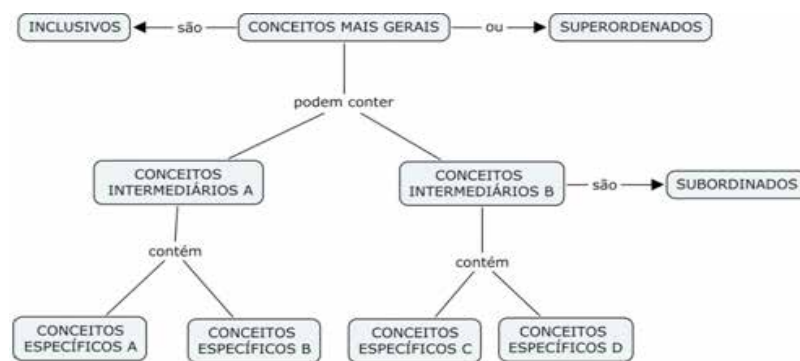 INCLUSIVOS são CONCEITOS MAIS GERAIS ou SUPERORDENADOS
podem conter
CONCEITOS
INTERMEDIÁRIOS A
CONCEITOS
INTERMEDIÁRIOS B
são SUBORDINADOS
contém
contém
CONCEITOS
ESPECÍFICOS A
CONCEITOS
ESPECÍFICOS B
CONCEITOS
ESPECÍFICOS C
CONCEITOS
ESPECÍFICOS D